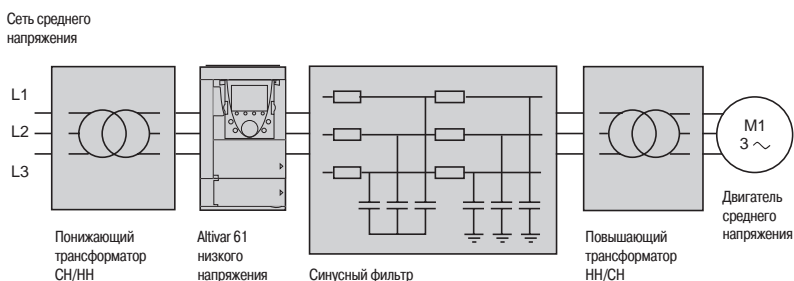 Сеть среднего
напряжения
L1
L2
L3
M1
3 ~
Понижающий
трансформатор
СН/НН
Altivar 61
низкого
напряжения
Синусный фильтр
Повышающий
трансформатор
НН/СН
Двигатель
среднего
напряжения